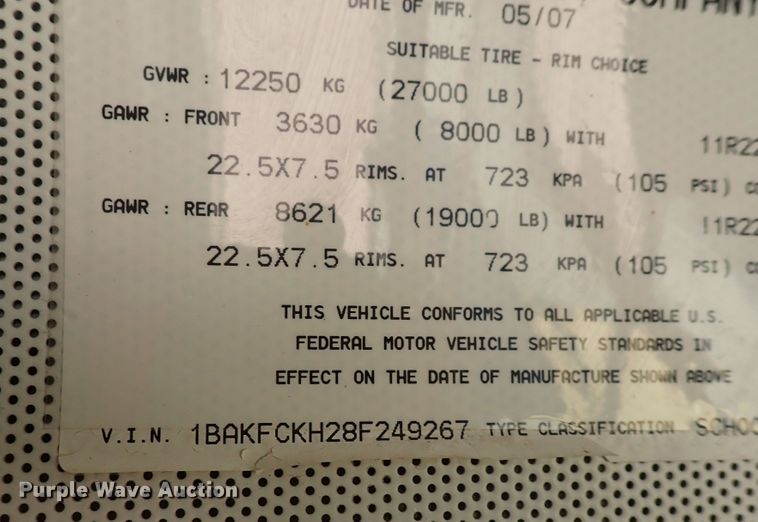 DATE OF MFR. 05/07
SUITABLE TIRE - RIM CHOICE
GVWR : 12250 KG (27000 LB)
GAWR : FRONT 3630 KG ( 8000 LB) WITH 11R22
22.5X7.5 RIMS. AT 723 KPA (105 PSI)
GAWR : REAR 8621 KG (19000 LB) WITH 11R22
22.5X7.5 RIMS. AT 723 KPA (105 PSI)
THIS VEHICLE CONFORMS TO ALL APPLICABLE U.S.
FEDERAL MOTOR VEHICLE SAFETY STANDARDS IN
EFFECT ON THE DATE OF MANUFACTURE SHOWN ABOVE
V.I.N. 1BAKFCKH28F249267 TYPE CLASSIFICATION SCHOO
Purple Wave Auction